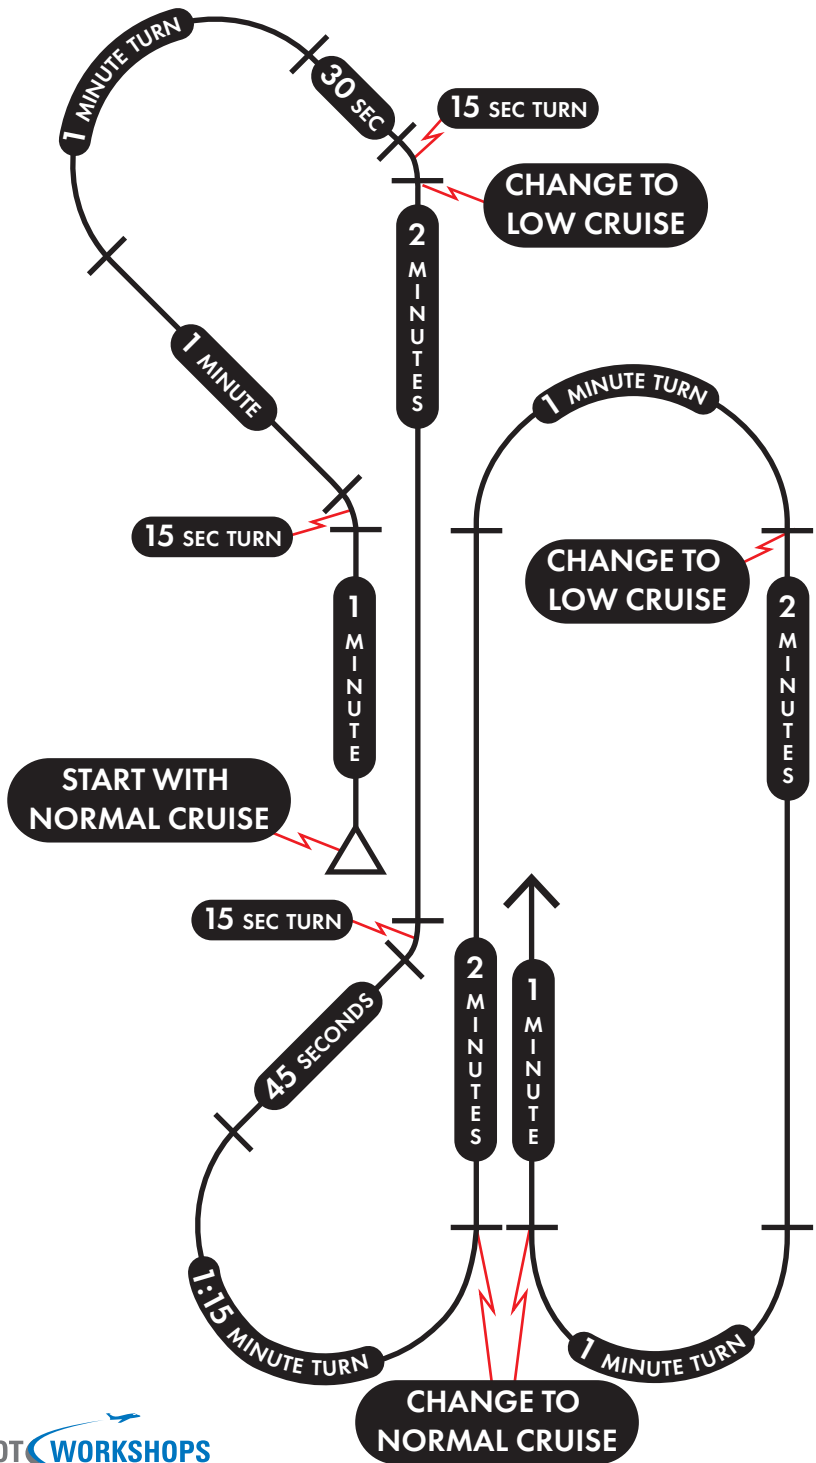 1 MINUTE TURN
30 SEC
15 SEC TURN
CHANGE TO
LOW CRUISE
2 MINUTES
1 MINUTE
1 MINUTE TURN
15 SEC TURN
CHANGE TO
LOW CRUISE
1 MINUTE
2 MINUTES
START WITH
NORMAL CRUISE
15 SEC TURN
2 MINUTES
1 MINUTE
45 SECONDS
1:15 MINUTE TURN
1 MINUTE TURN
CHANGE TO
NORMAL CRUISE
OT WORKSHOPS